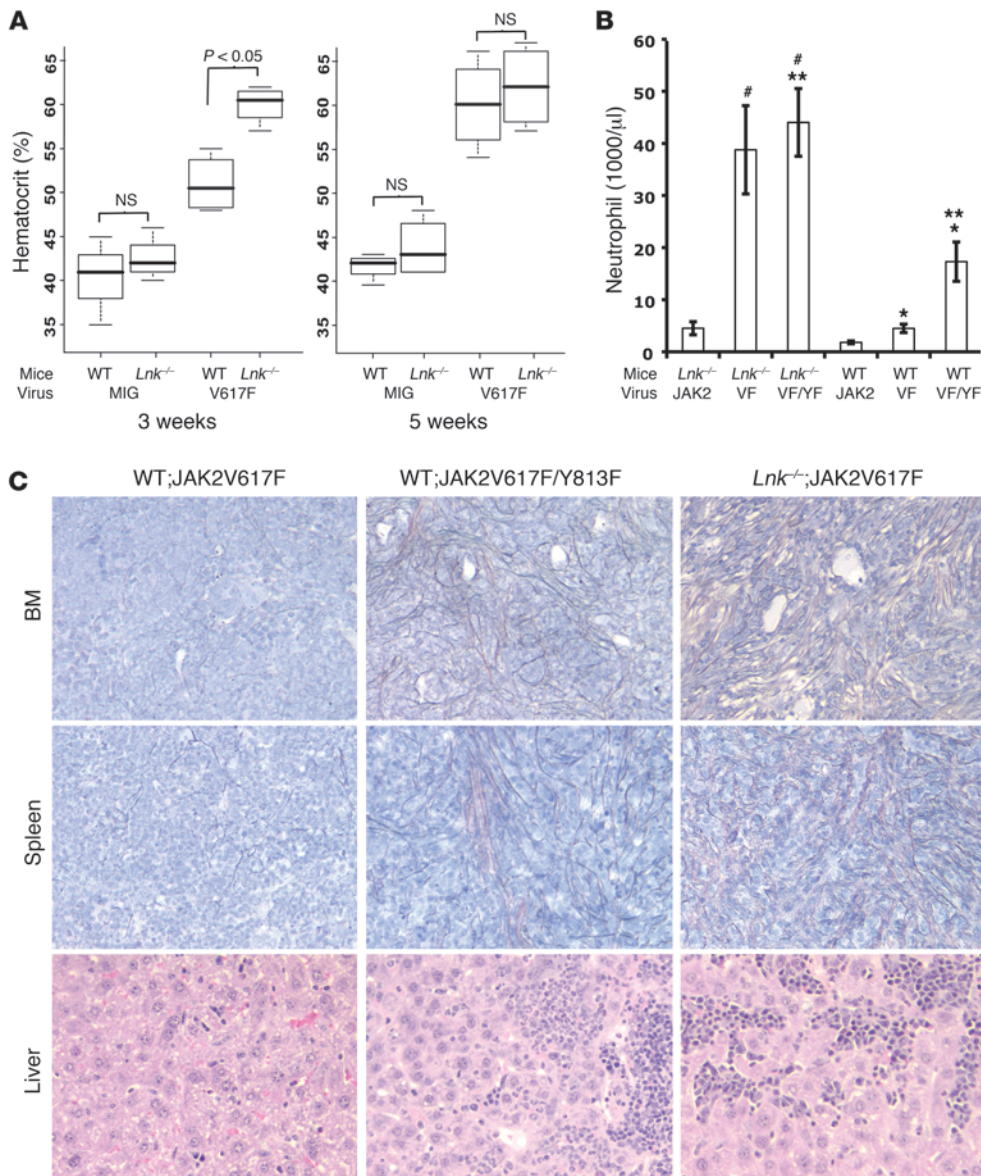 A
Hematocrit (%)
65
60
55
50
45
40
35
NS
P < 0.05
Mice WT Lnk−/− WT Lnk−/−
Virus MIG V617F
3 weeks
65
60
55
50
45
40
35
NS
NS
WT Lnk−/− WT Lnk−/−
MIG V617F
5 weeks
B
Neutrophil (1000/μl)
60
50
40
30
20
10
0
#
#
**
*
**
*
Mice Lnk−/− Lnk−/− Lnk−/− WT WT WT
Virus JAK2 VF VF/YF JAK2 VF VF/YF
C
WT;JAK2V617F WT;JAK2V617F/Y813F Lnk−/−;JAK2V617F
BM
Spleen
Liver